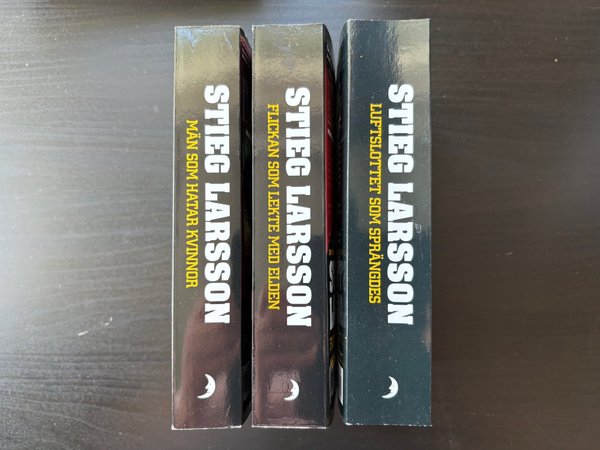 STIEG LARSSON
MÄN SOM HATAR KVINNOR
STIEG LARSSON
FLICKAN SOM LEKTE MED ELDEN
STIEG LARSSON
LUFTSLOTTET SOM SPRÄNGDES